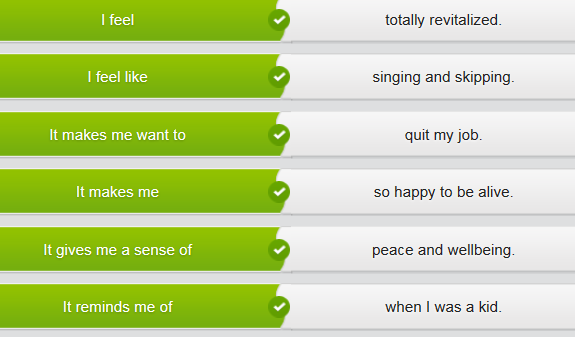 I feel totally revitalized.
I feel like singing and skipping.
It makes me want to quit my job.
It makes me so happy to be alive.
It gives me a sense of peace and wellbeing.
It reminds me of when I was a kid.